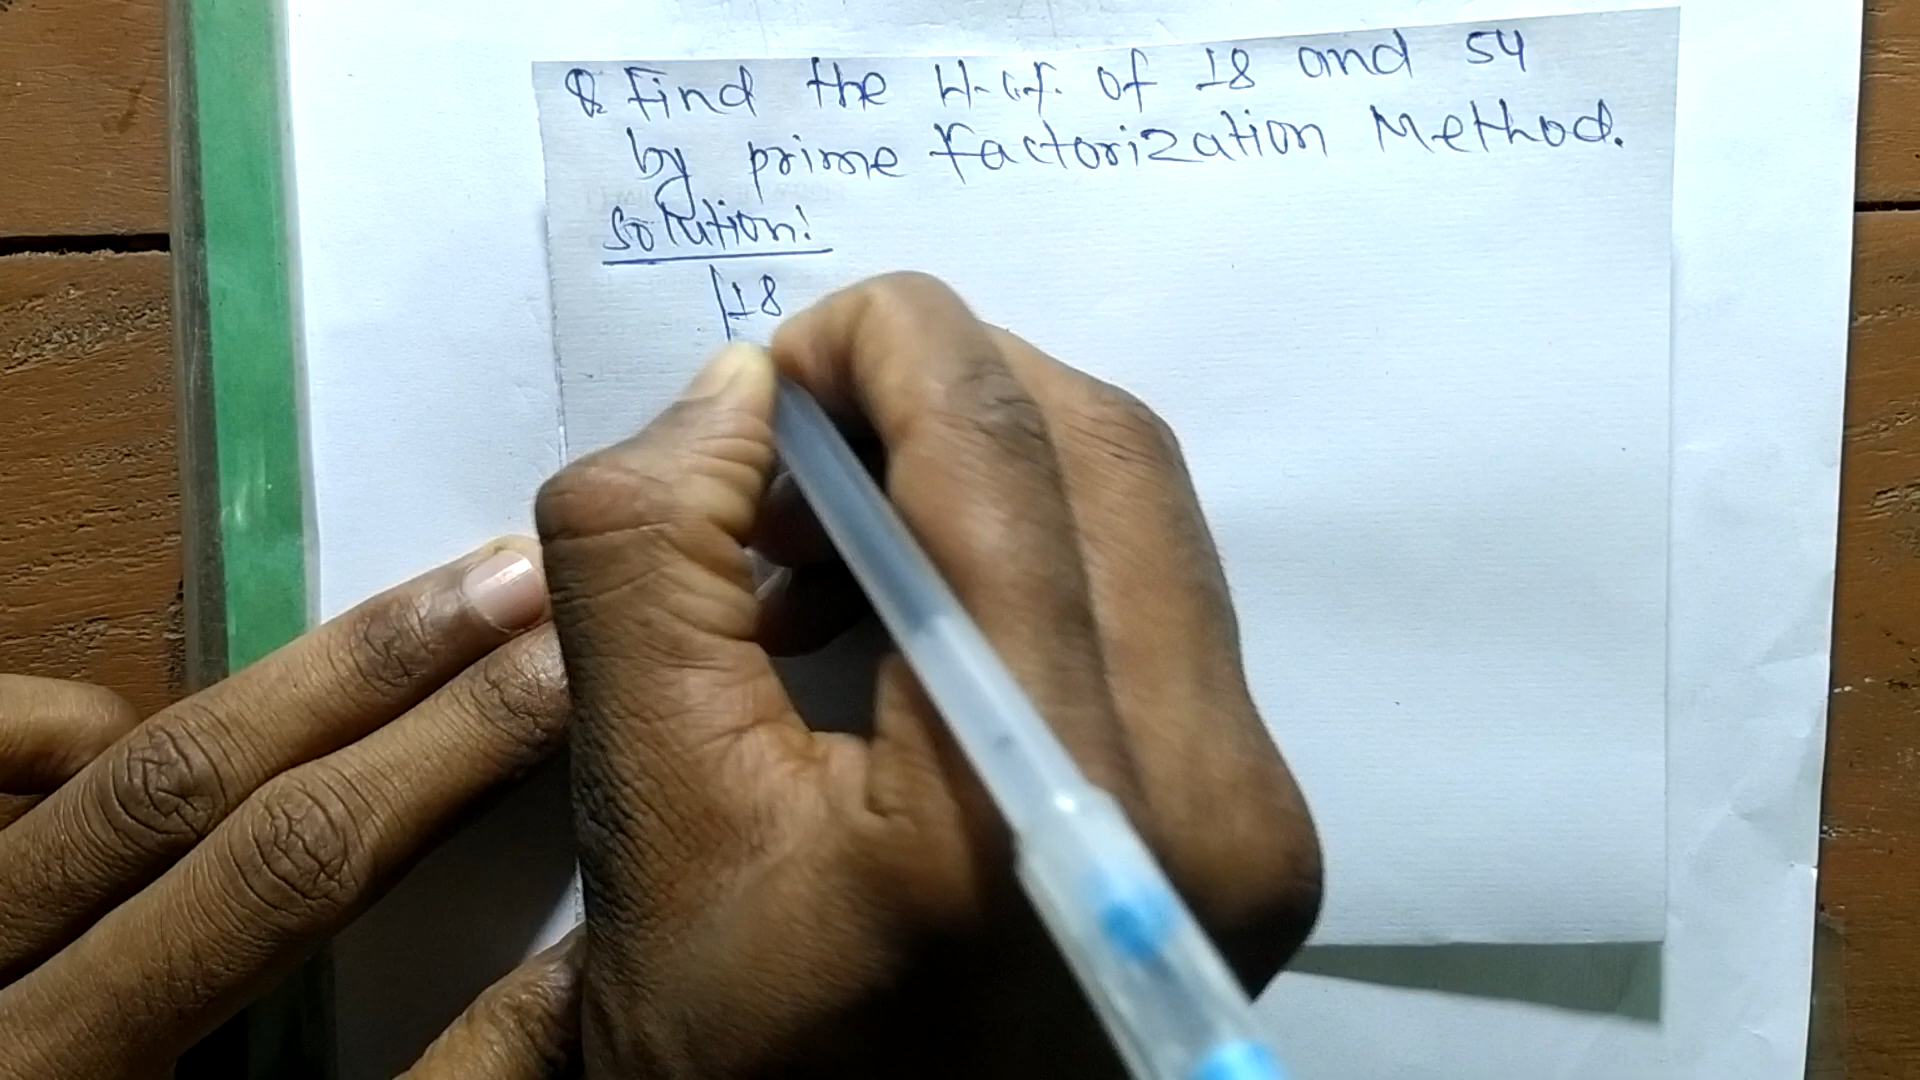 Q. Find the H.C.F. of 18 and 54
by prime factorization Method.
Solution:
18